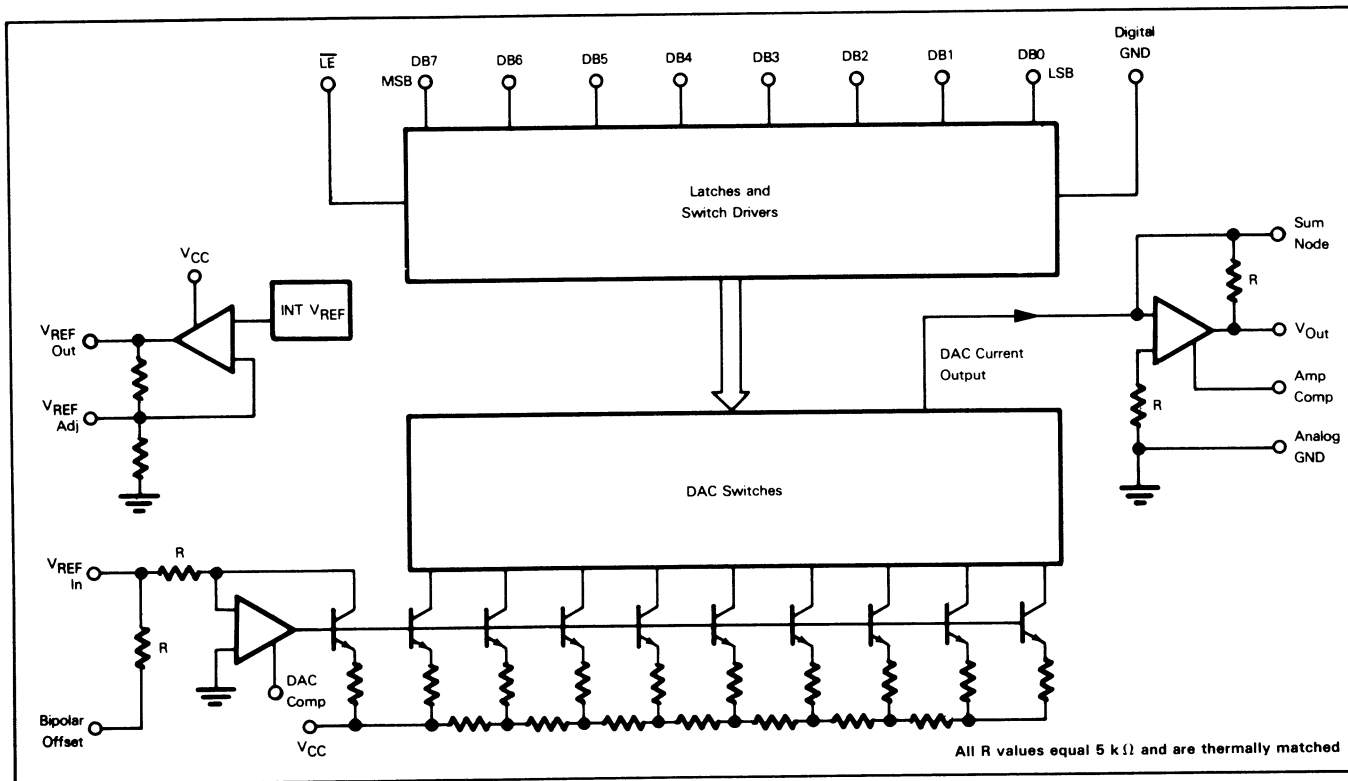 LE
DB7
DB6
DB5
DB4
DB3
DB2
DB1
DB0
Digital
GND
MSB
LSB
Latches and
Switch Drivers
Sum
Node
R
VCC
INT VREF
VREF
Out
VOut
DAC Current
Output
Amp
Comp
VREF
Adj
R
Analog
GND
DAC Switches
VREF
In
R
R
DAC
Comp
Bipolar
Offset
VCC
All R values equal 5 kΩ and are thermally matched